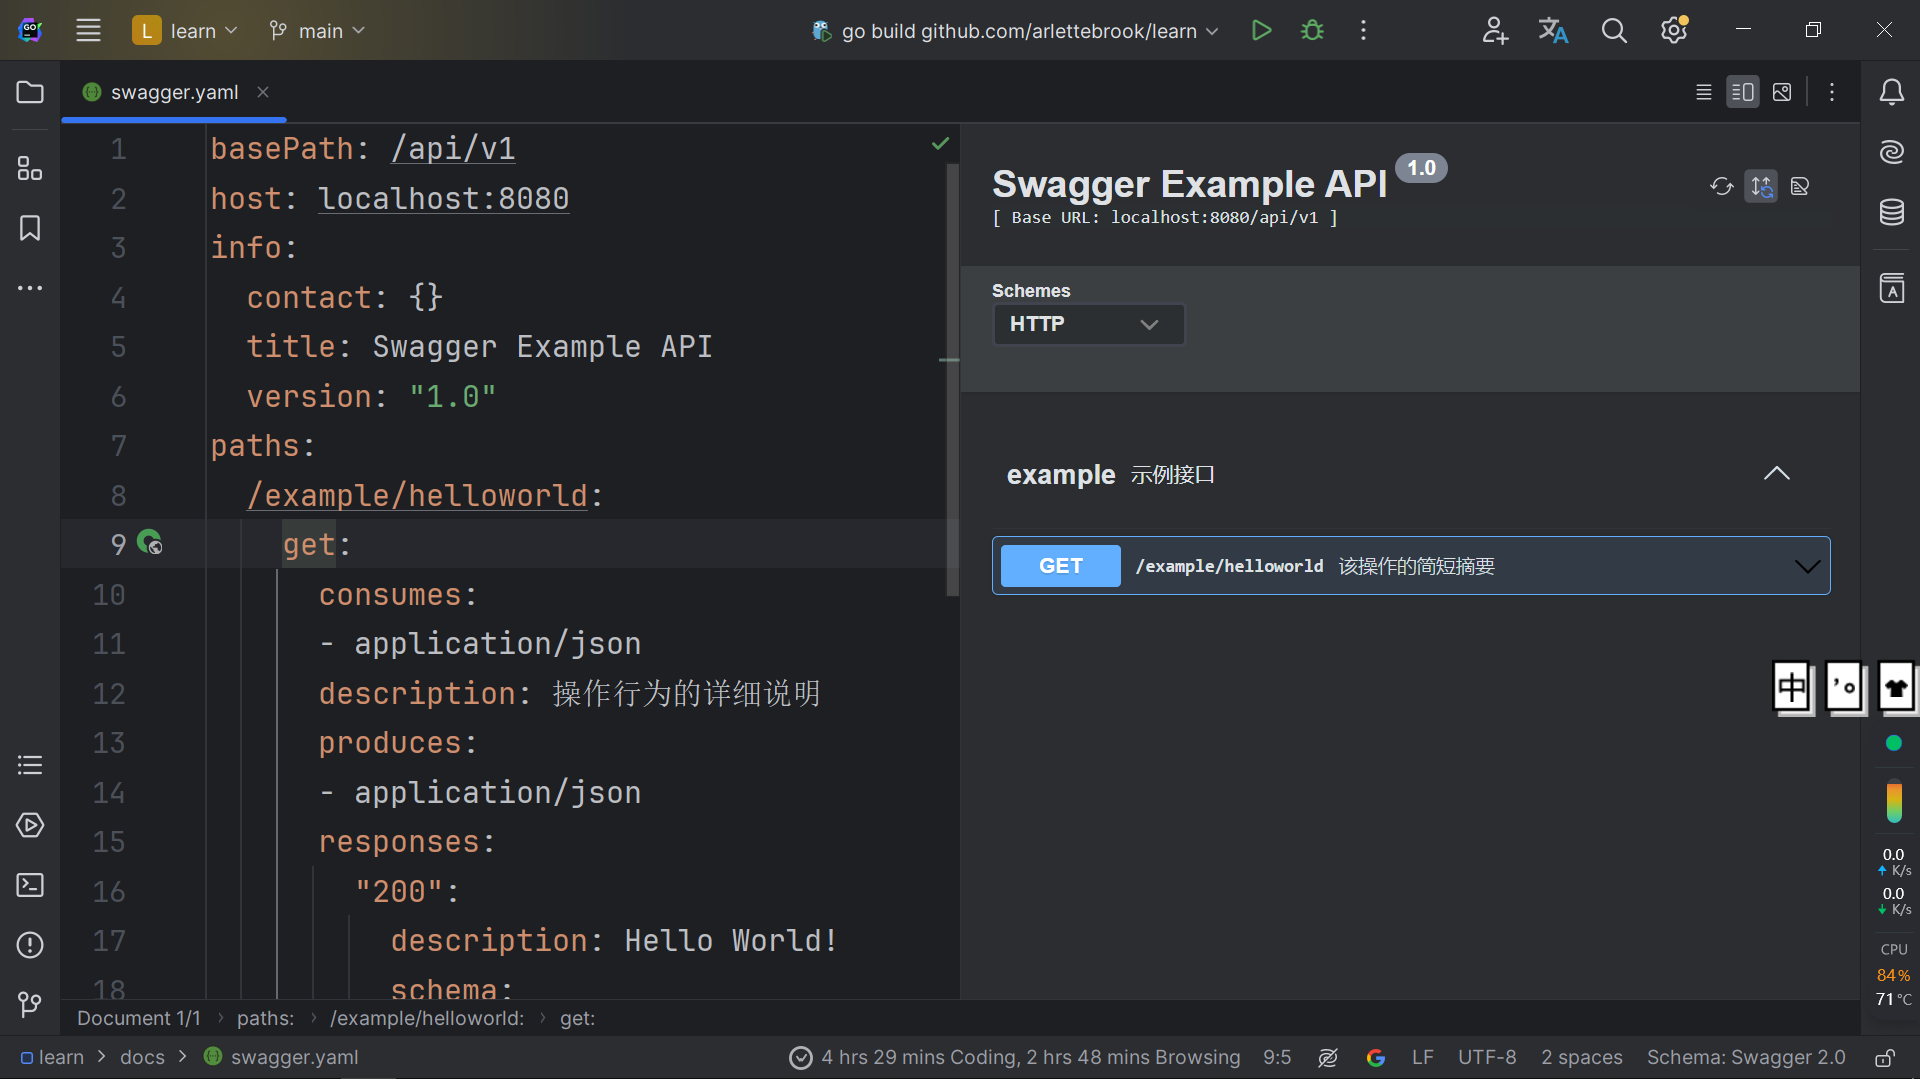 L learn main go build github.com/arlettebrook/learn
swagger.yaml
1 basePath: /api/v1
2 host: localhost:8080
3 info:
4 contact: {}
5 title: Swagger Example API
6 version: "1.0"
7 paths:
8 /example/helloworld:
9 get:
10 consumes:
11 - application/json
12 description: 操作行为的详细说明
13 produces:
14 - application/json
15 responses:
16 "200":
17 description: Hello World!
18 schema:
Swagger Example API 1.0
[ Base URL: localhost:8080/api/v1 ]
Schemes
HTTP
example 示例接口
GET /example/helloworld 该操作的简短摘要
中
0.0
K/s
0.0
K/s
CPU
84%
71°C
Document 1/1 › paths: › /example/helloworld: › get:
learn > docs > swagger.yaml 4 hrs 29 mins Coding, 2 hrs 48 mins Browsing 9:5 G LF UTF-8 2 spaces Schema: Swagger 2.0